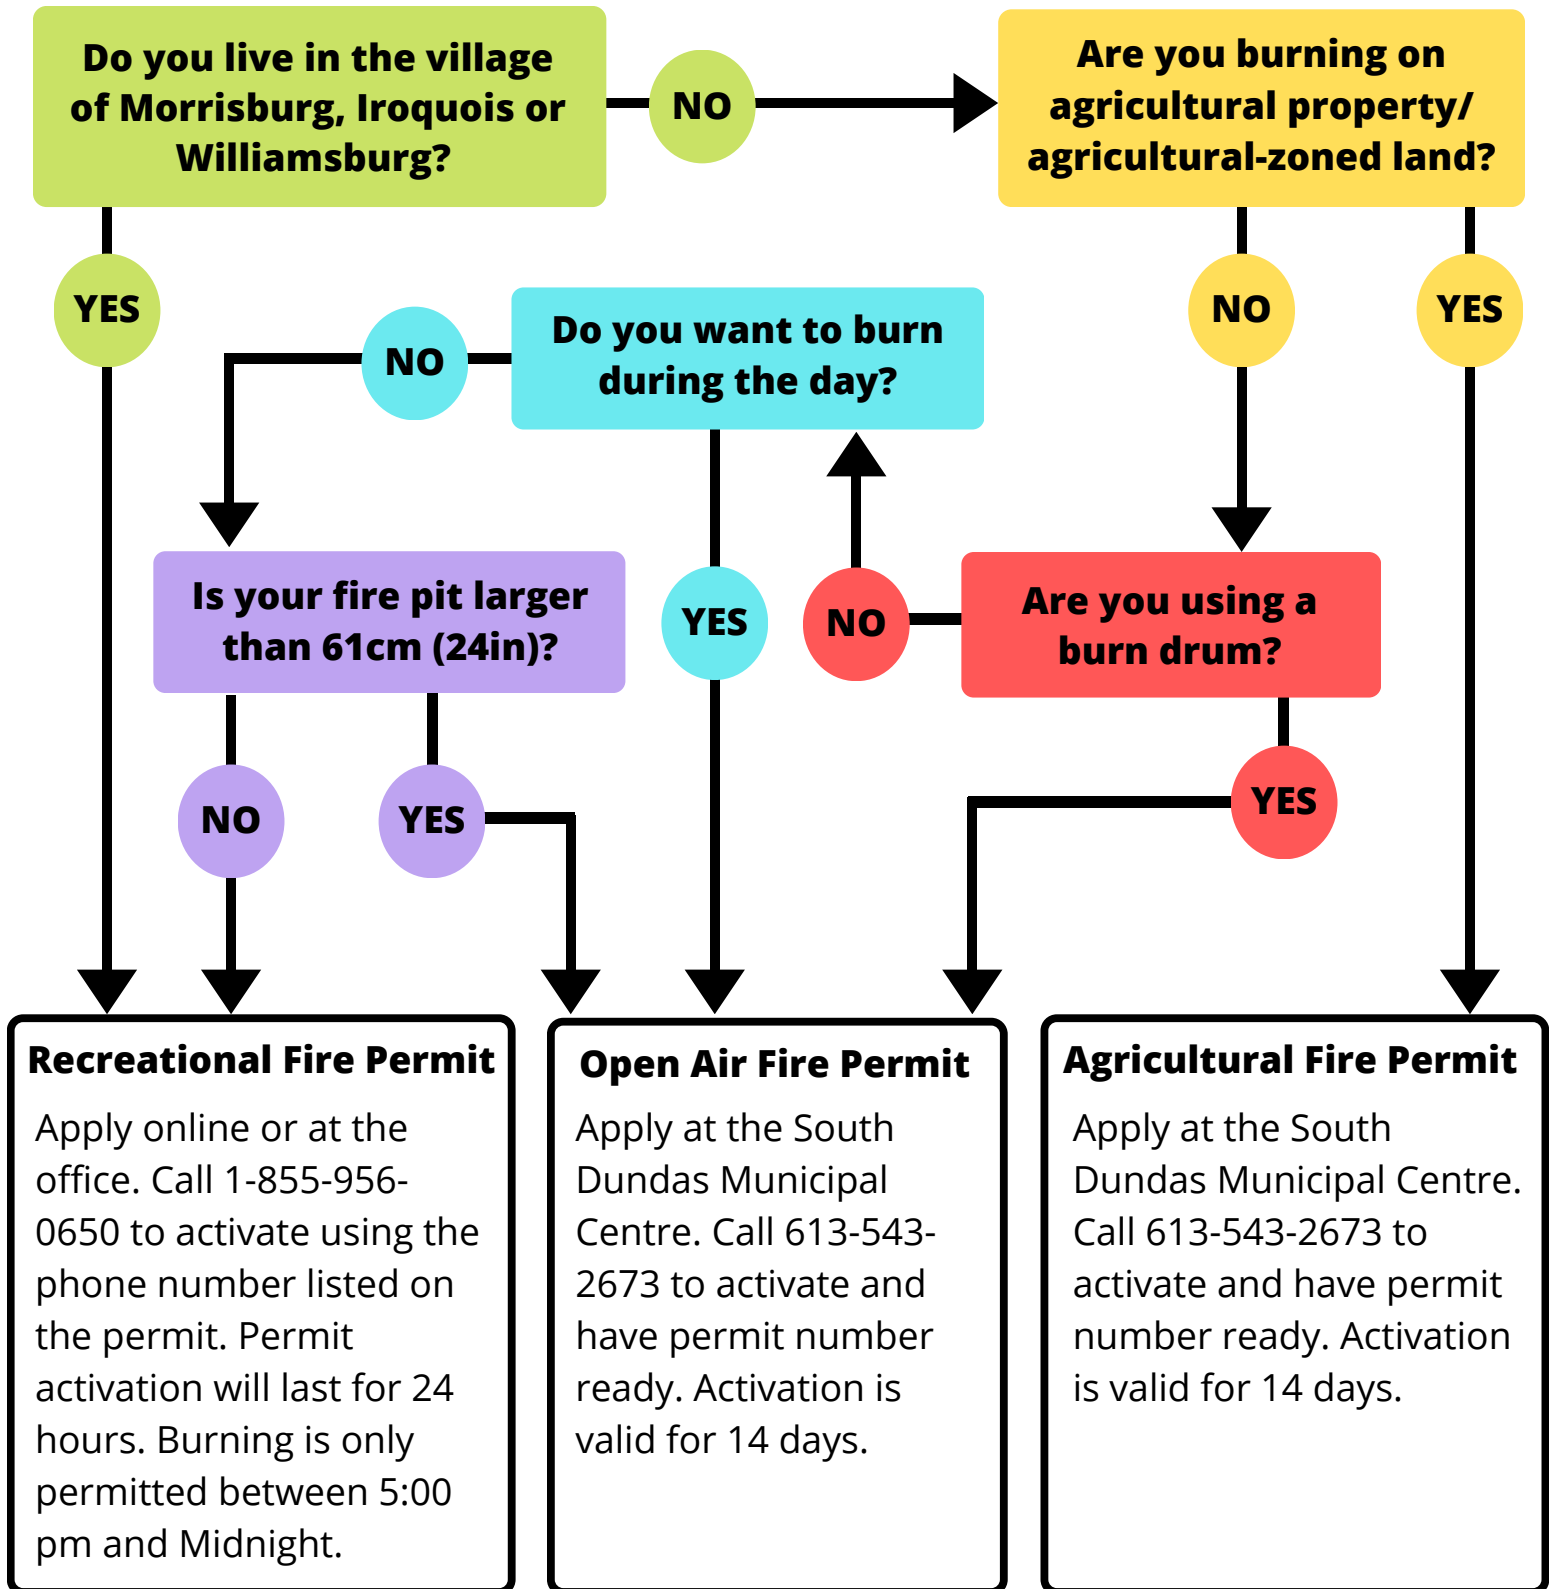 Do you live in the village
of Morrisburg, Iroquois or
Williamsburg?
NO
Are you burning on
agricultural property/
agricultural-zoned land?
YES
NO
Do you want to burn
during the day?
NO
YES
Is your fire pit larger
than 61cm (24in)?
YES
NO
Are you using a
burn drum?
NO
YES
YES
Recreational Fire Permit
Apply online or at the
office. Call 1-855-956-
0650 to activate using the
phone number listed on
the permit. Permit
activation will last for 24
hours. Burning is only
permitted between 5:00
pm and Midnight.
Open Air Fire Permit
Apply at the South
Dundas Municipal
Centre. Call 613-543-
2673 to activate and
have permit number
ready. Activation is
valid for 14 days.
Agricultural Fire Permit
Apply at the South
Dundas Municipal Centre.
Call 613-543-2673 to
activate and have permit
number ready. Activation
is valid for 14 days.